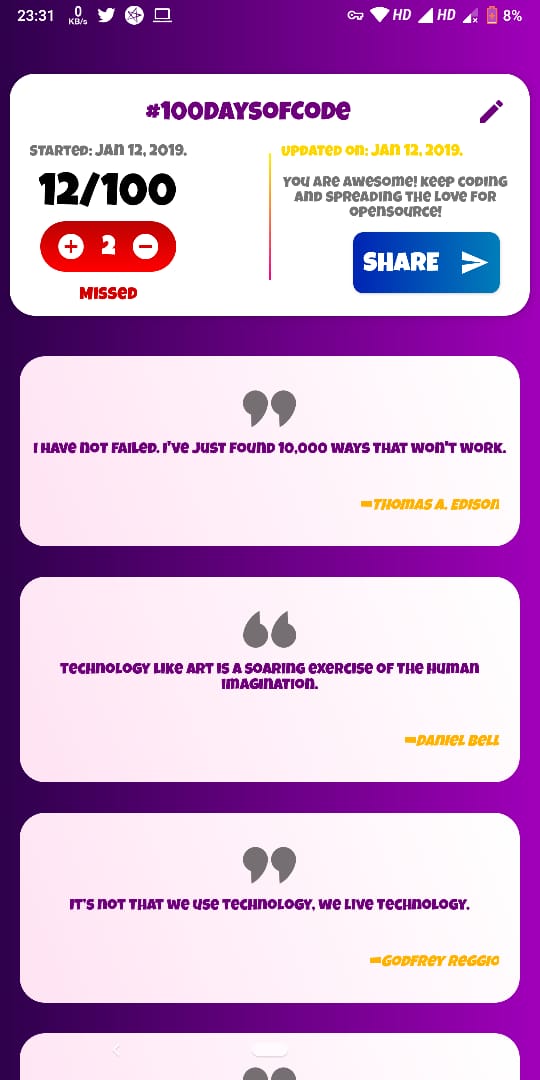 23:31 0 KB/s HD HD 8%
#100DaysOfCode
Started: Jan 12, 2019.
12/100
2
Missed
Updated on: Jan 12, 2019.
You are awesome! Keep coding
and spreading the love for
opensource!
SHARE
I have not failed. I've just found 10,000 ways that won't work.
-Thomas A. Edison
Technology like art is a soaring exercise of the human
imagination.
-Daniel Bell
It's not that we use technology, we live technology.
-Godfrey Reggio